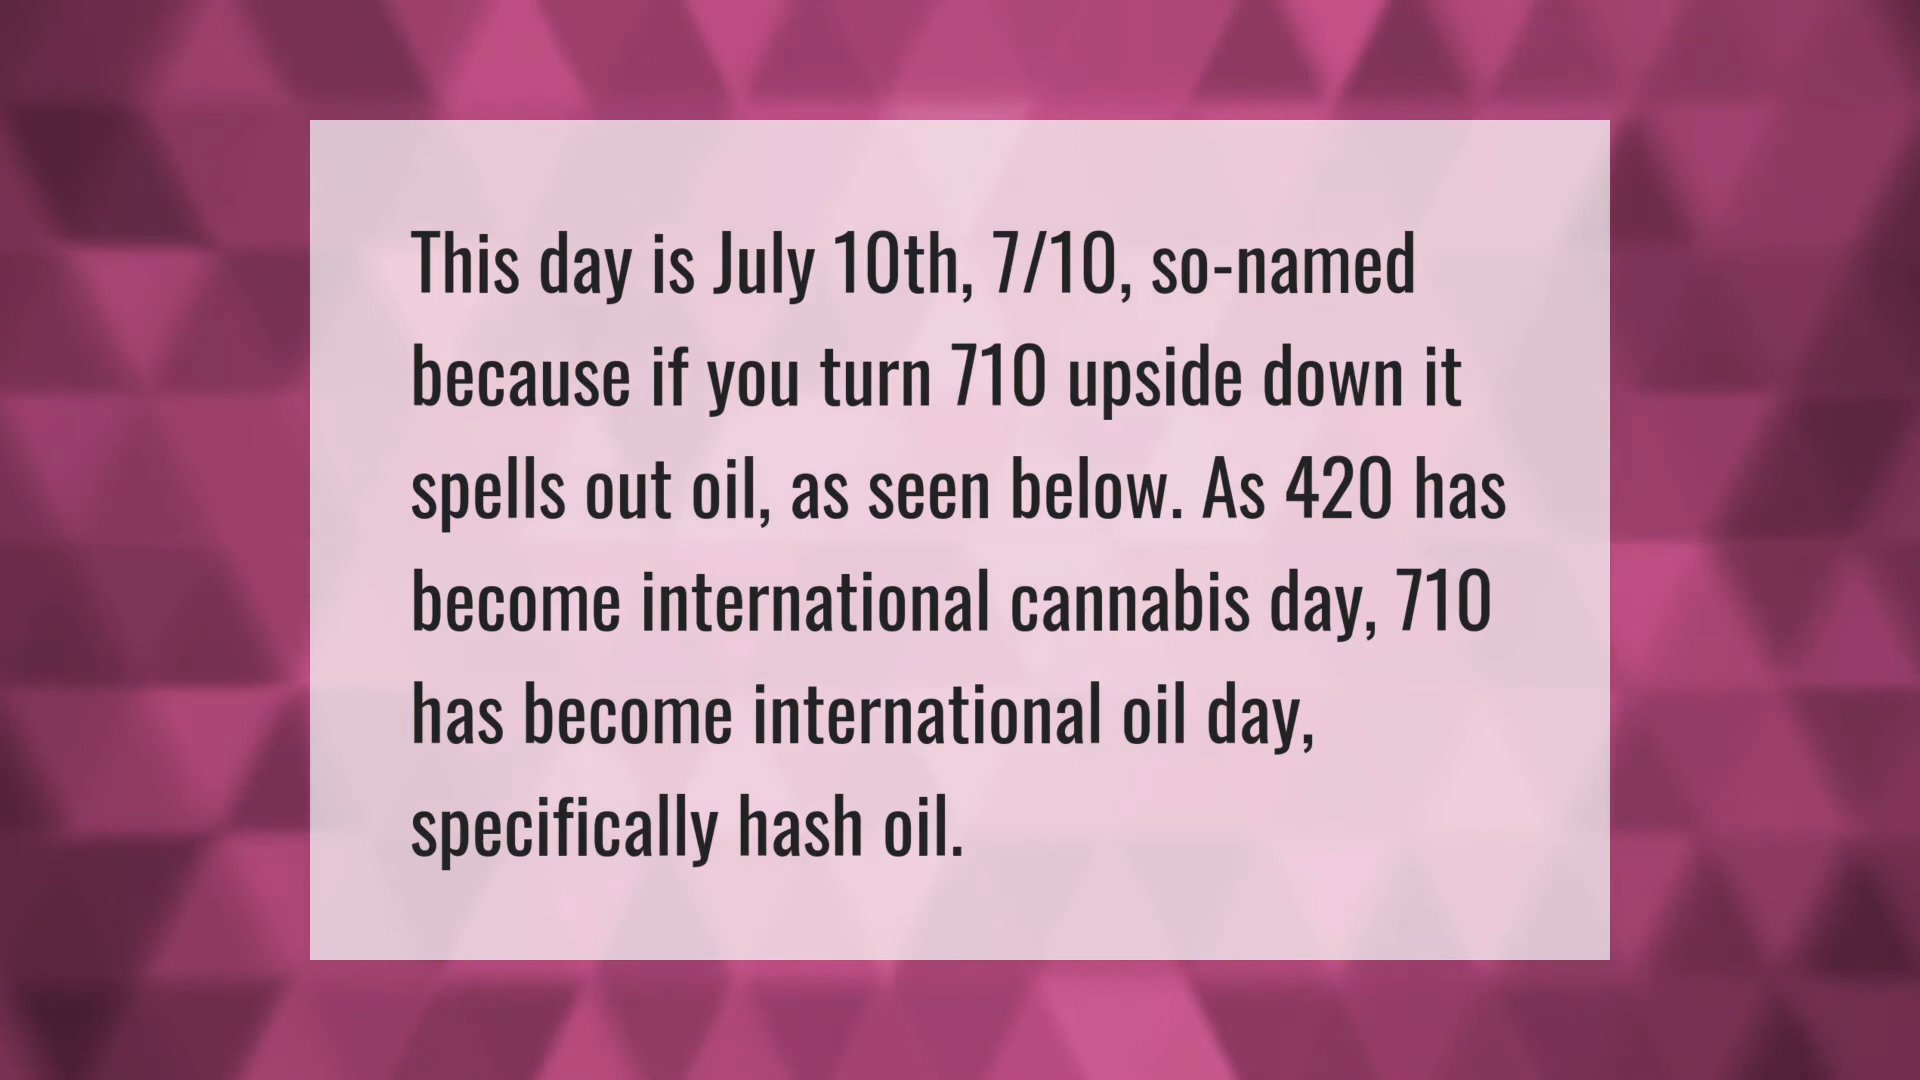 This day is July 10th, 7/10, so-named
because if you turn 710 upside down it
spells out oil, as seen below. As 420 has
become international cannabis day, 710
has become international oil day,
specifically hash oil.